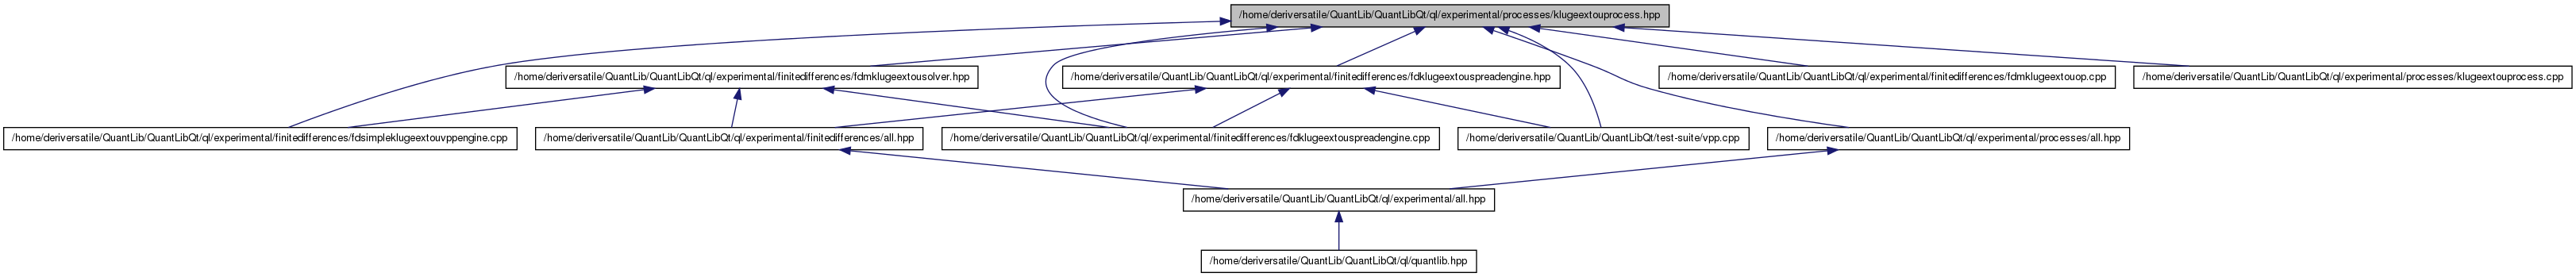 /home/deriversatile/QuantLib/QuantLibQt/ql/experimental/processes/klugeextouprocess.hpp
/home/deriversatile/QuantLib/QuantLibQt/ql/experimental/finitedifferences/fdmklugeextousolver.hpp
/home/deriversatile/QuantLib/QuantLibQt/ql/experimental/finitedifferences/fdklugeextouspreadengine.hpp
/home/deriversatile/QuantLib/QuantLibQt/ql/experimental/finitedifferences/fdmklugeextouop.cpp
/home/deriversatile/QuantLib/QuantLibQt/ql/experimental/processes/klugeextouprocess.cpp
/home/deriversatile/QuantLib/QuantLibQt/ql/experimental/finitedifferences/fdsimpleklugeextouvppengine.cpp
/home/deriversatile/QuantLib/QuantLibQt/ql/experimental/finitedifferences/all.hpp
/home/deriversatile/QuantLib/QuantLibQt/ql/experimental/finitedifferences/fdklugeextouspreadengine.cpp
/home/deriversatile/QuantLib/QuantLibQt/test-suite/vpp.cpp
/home/deriversatile/QuantLib/QuantLibQt/ql/experimental/processes/all.hpp
/home/deriversatile/QuantLib/QuantLibQt/ql/experimental/all.hpp
/home/deriversatile/QuantLib/QuantLibQt/ql/quantlib.hpp